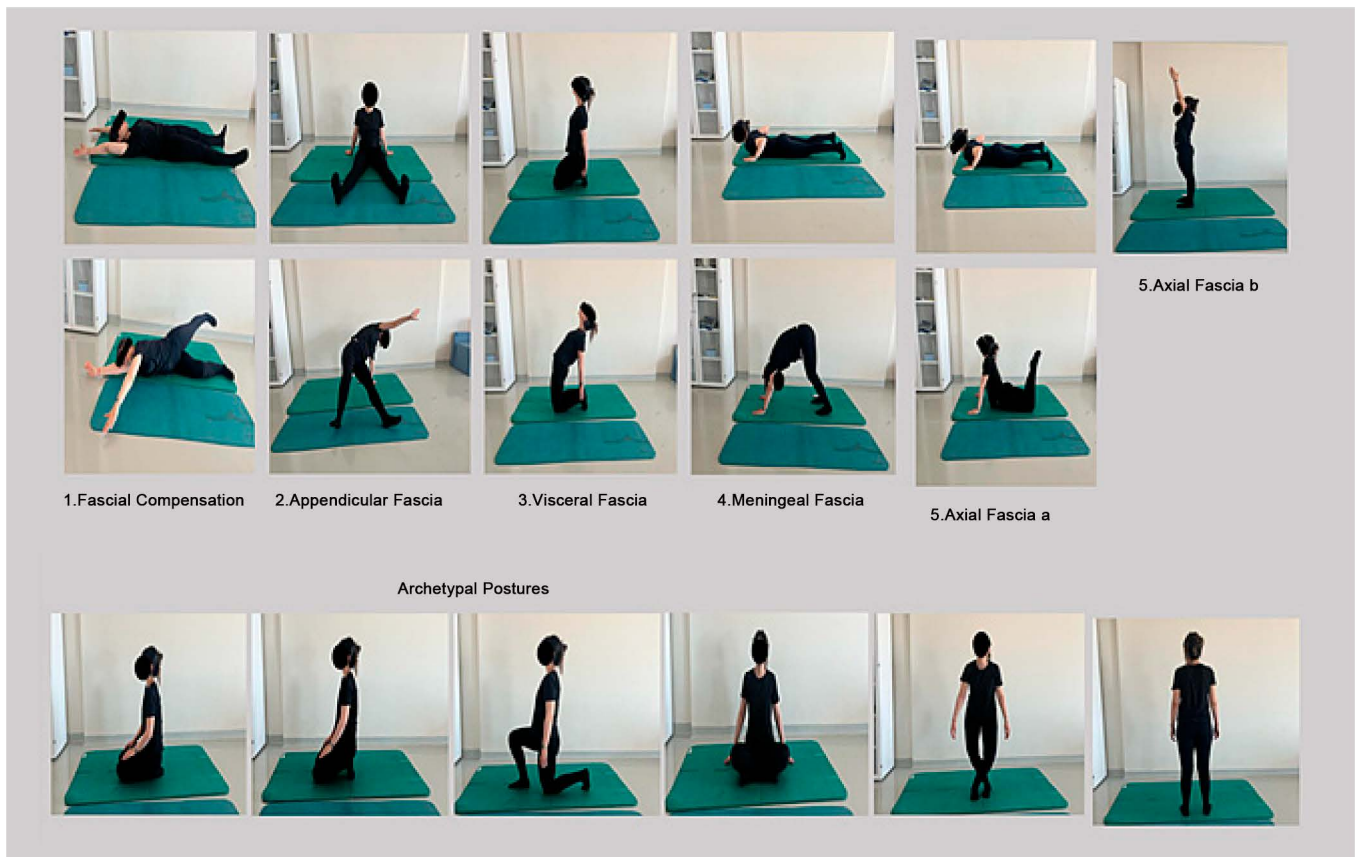 5.Axial Fascia b
1.Fascial Compensation
2.Appendicular Fascia
3.Visceral Fascia
4.Meningeal Fascia
5.Axial Fascia a
Archetypal Postures